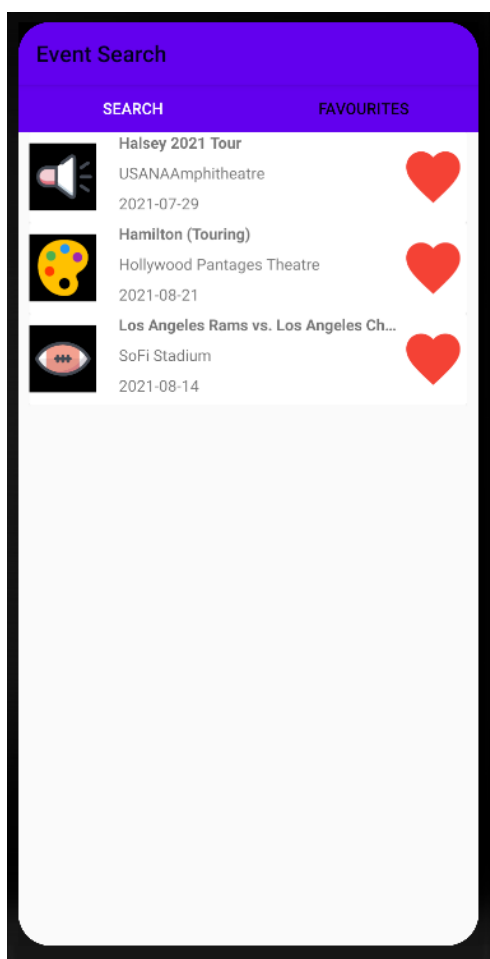 Event Search
SEARCH FAVOURITES
Halsey 2021 Tour
USANAAmphitheatre
2021-07-29
Hamilton (Touring)
Hollywood Pantages Theatre
2021-08-21
Los Angeles Rams vs. Los Angeles Ch...
SoFi Stadium
2021-08-14